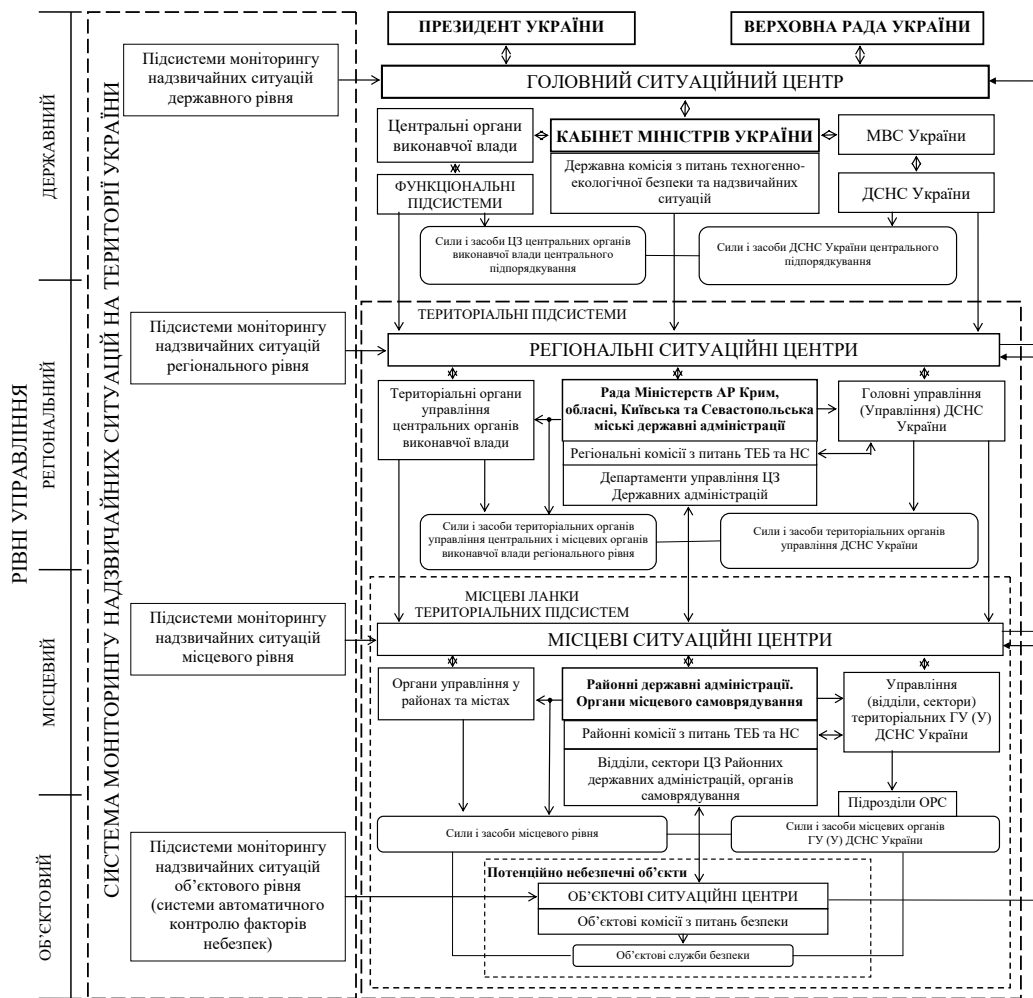 РІВНІ УПРАВЛІННЯ
ДЕРЖАВНИЙ
РЕГІОНАЛЬНИЙ
МІСЦЕВИЙ
ОБ’ЄКТОВИЙ
СИСТЕМА МОНІТОРИНГУ НАДЗВИЧАЙНИХ СИТУАЦІЙ НА ТЕРИТОРІЇ УКРАЇНИ
Підсистеми моніторингу
надзвичайних ситуацій
державного рівня
ПРЕЗИДЕНТ УКРАЇНИ
ВЕРХОВНА РАДА УКРАЇНИ
ГОЛОВНИЙ СИТУАЦІЙНИЙ ЦЕНТР
Центральні органи
виконавчої влади
КАБІНЕТ МІНІСТРІВ УКРАЇНИ
МВС України
Державна комісія з питань техногенно-
екологічної безпеки та надзвичайних
ситуацій
ФУНКЦІОНАЛЬНІ
ПІДСИСТЕМИ
ДСНС України
Сили і засоби ЦЗ центральних органів
виконавчої влади центрального
підпорядкування
Сили і засоби ДСНС України центрального
підпорядкування
ТЕРИТОРІАЛЬНІ ПІДСИСТЕМИ
Підсистеми моніторингу
надзвичайних ситуацій
регіонального рівня
РЕГІОНАЛЬНІ СИТУАЦІЙНІ ЦЕНТРИ
Територіальні органи
управління
центральних органів
виконавчої влади
Рада Міністерств АР Крим,
обласні, Київська та Севастопольська
міські державні адміністрації
Головні управління
(Управління) ДСНС
України
Регіональні комісії з питань ТЕБ та НС
Департаменти управління ЦЗ
Державних адміністрацій
Сили і засоби територіальних органів
управління центральних і місцевих органів
виконавчої влади регіонального рівня
Сили і засоби територіальних органів
управління ДСНС України
МІСЦЕВІ ЛАНКИ
ТЕРИТОРІАЛЬНИХ ПІДСИСТЕМ
Підсистеми моніторингу
надзвичайних ситуацій
місцевого рівня
МІСЦЕВІ СИТУАЦІЙНІ ЦЕНТРИ
Органи управління у
районах та містах
Районні державні адміністрації.
Органи місцевого самоврядування
Управління
(відділи, сектори)
територіальних ГУ (У)
ДСНС України
Районні комісії з питань ТЕБ та НС
Відділи, сектори ЦЗ Районних
державних адміністрацій, органів
самоврядування
Підрозділи ОРС
Сили і засоби місцевого рівня
Сили і засоби місцевих органів
ГУ (У) ДСНС України
Підсистеми моніторингу
надзвичайних ситуацій
об’єктового рівня
(системи автоматичного
контролю факторів
небезпек)
Потенційно небезпечні об’єкти
ОБ’ЄКТОВІ СИТУАЦІЙНІ ЦЕНТРИ
Об’єктові комісії з питань безпеки
Об’єктові служби безпеки